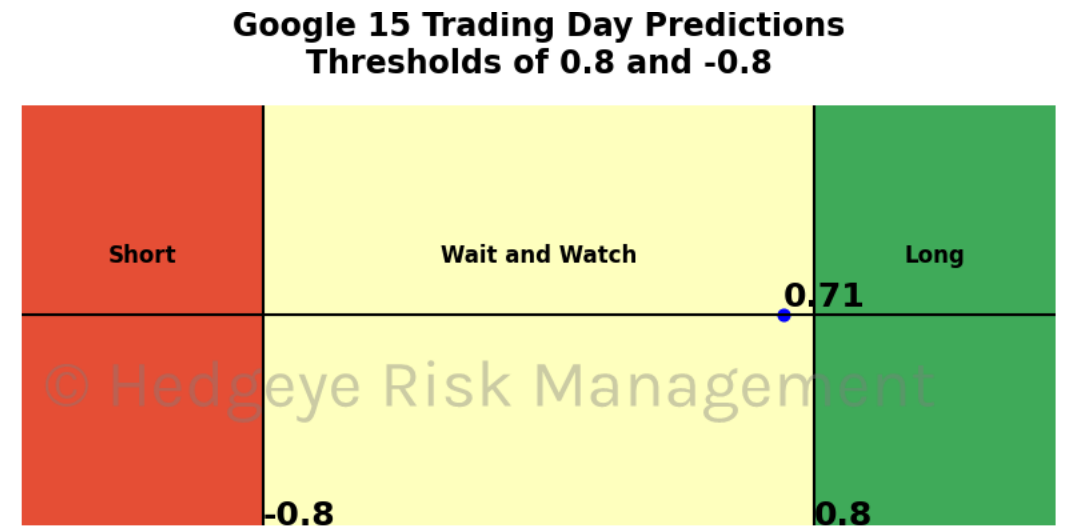 Google 15 Trading Day Predictions
Thresholds of 0.8 and -0.8
Short
Wait and Watch
Long
0.71
© Hedgeye Risk Management
-0.8
0.8